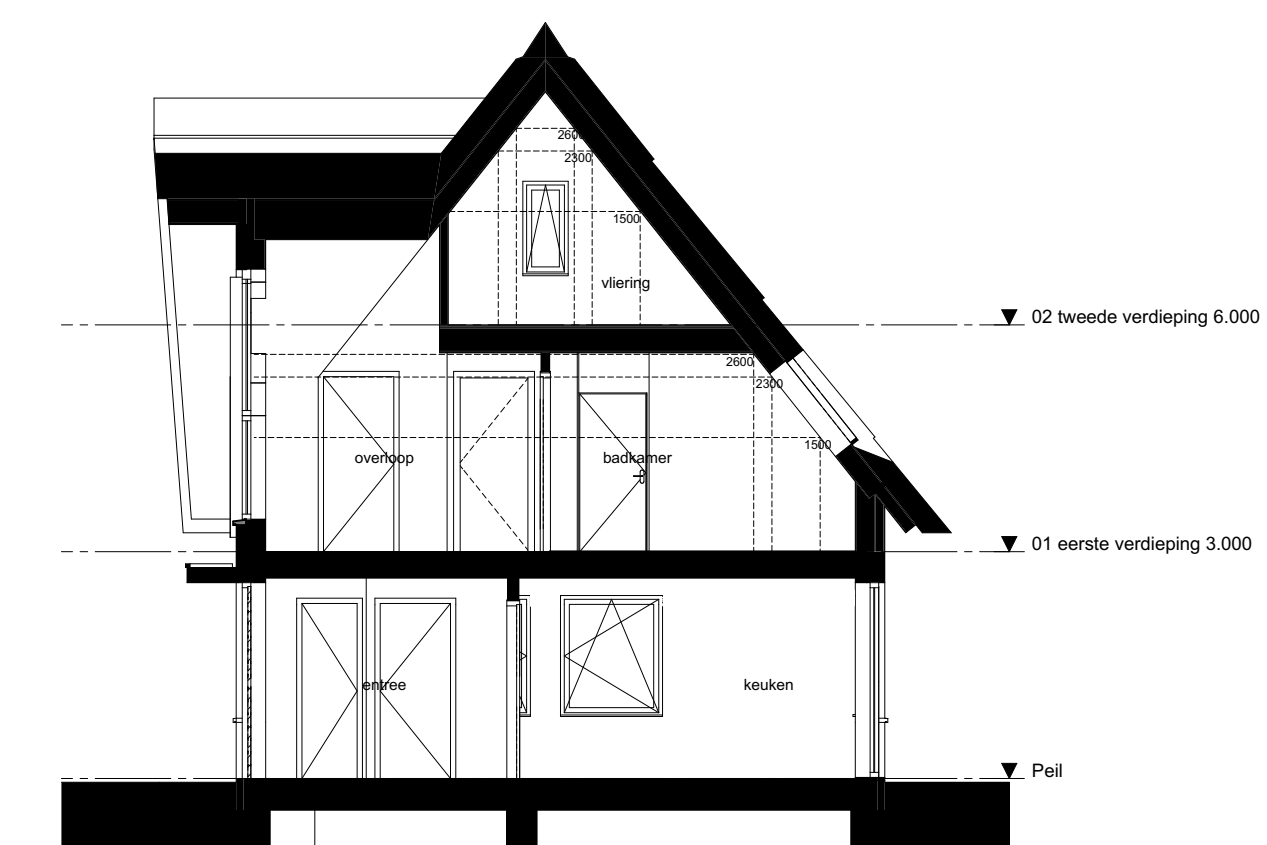 2600
2300
1500
vliering
02 tweede verdieping 6.000
2600
2300
1500
overloop
badkamer
01 eerste verdieping 3.000
entree
keuken
Peil